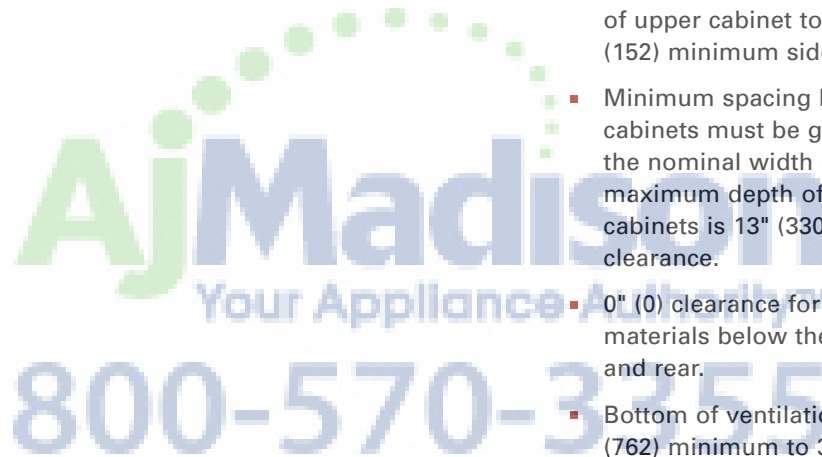 of upper cabinet to
(152) minimum side
▪ Minimum spacing
cabinets must be
the nominal width
maximum depth of
cabinets is 13" (330
clearance.
▪ 0" (0) clearance for
materials below the
and rear.
▪ Bottom of
(762) minimum to 3
AjMadison
Your Appliance Authority
800-570-3355